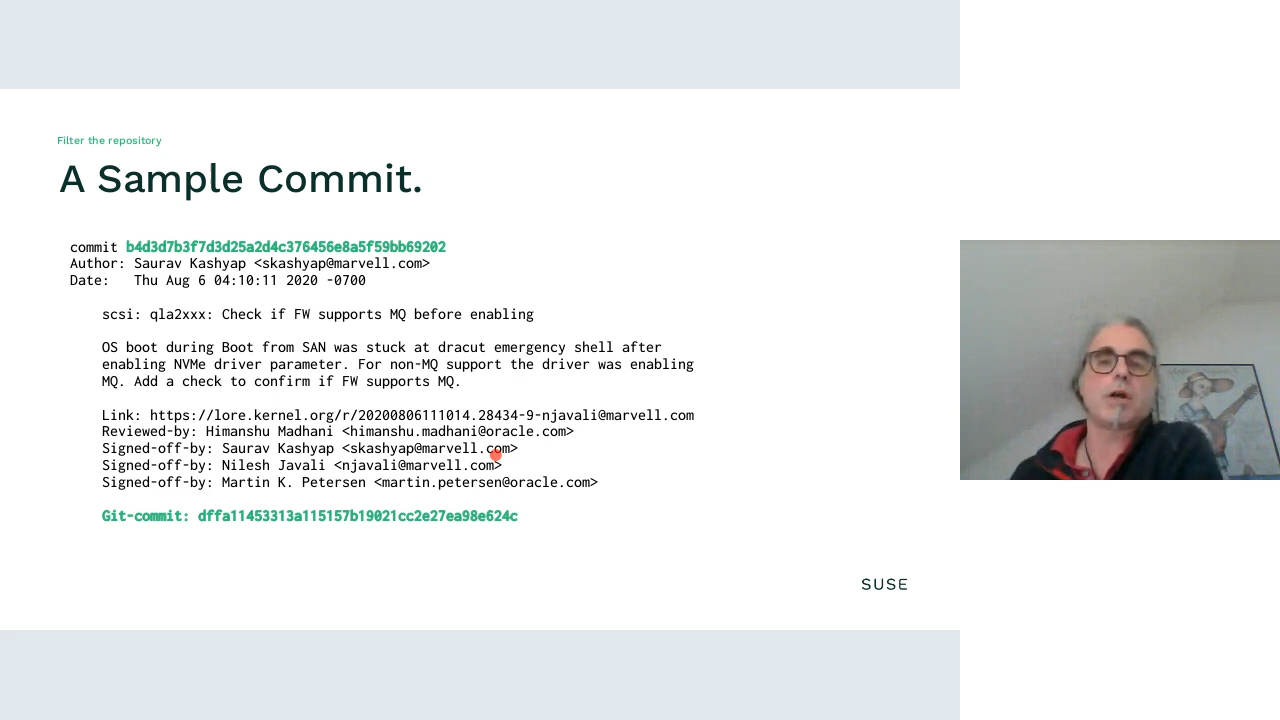 Filter the repository
A Sample Commit.
commit b4d3d7b3f7d3d25a2d4c376456e8a5f59bb69202
Author: Saurav Kashyap <skashyap@marvell.com>
Date:   Thu Aug 6 04:10:11 2020 -0700
scsi: qla2xxx: Check if FW supports MQ before enabling
OS boot during Boot from SAN was stuck at dracut emergency shell after
enabling NVMe driver parameter. For non-MQ support the driver was enabling
MQ. Add a check to confirm if FW supports MQ.
Link: https://lore.kernel.org/r/20200806111014.28434-9-njavali@marvell.com
Reviewed-by: Himanshu Madhani <himanshu.madhani@oracle.com>
Signed-off-by: Saurav Kashyap <skashyap@marvell.com>
Signed-off-by: Nilesh Javali <njavali@marvell.com>
Signed-off-by: Martin K. Petersen <martin.petersen@oracle.com>
Git-commit: dffa11453313a115157b19021cc2e27ea98e624c
SUSE